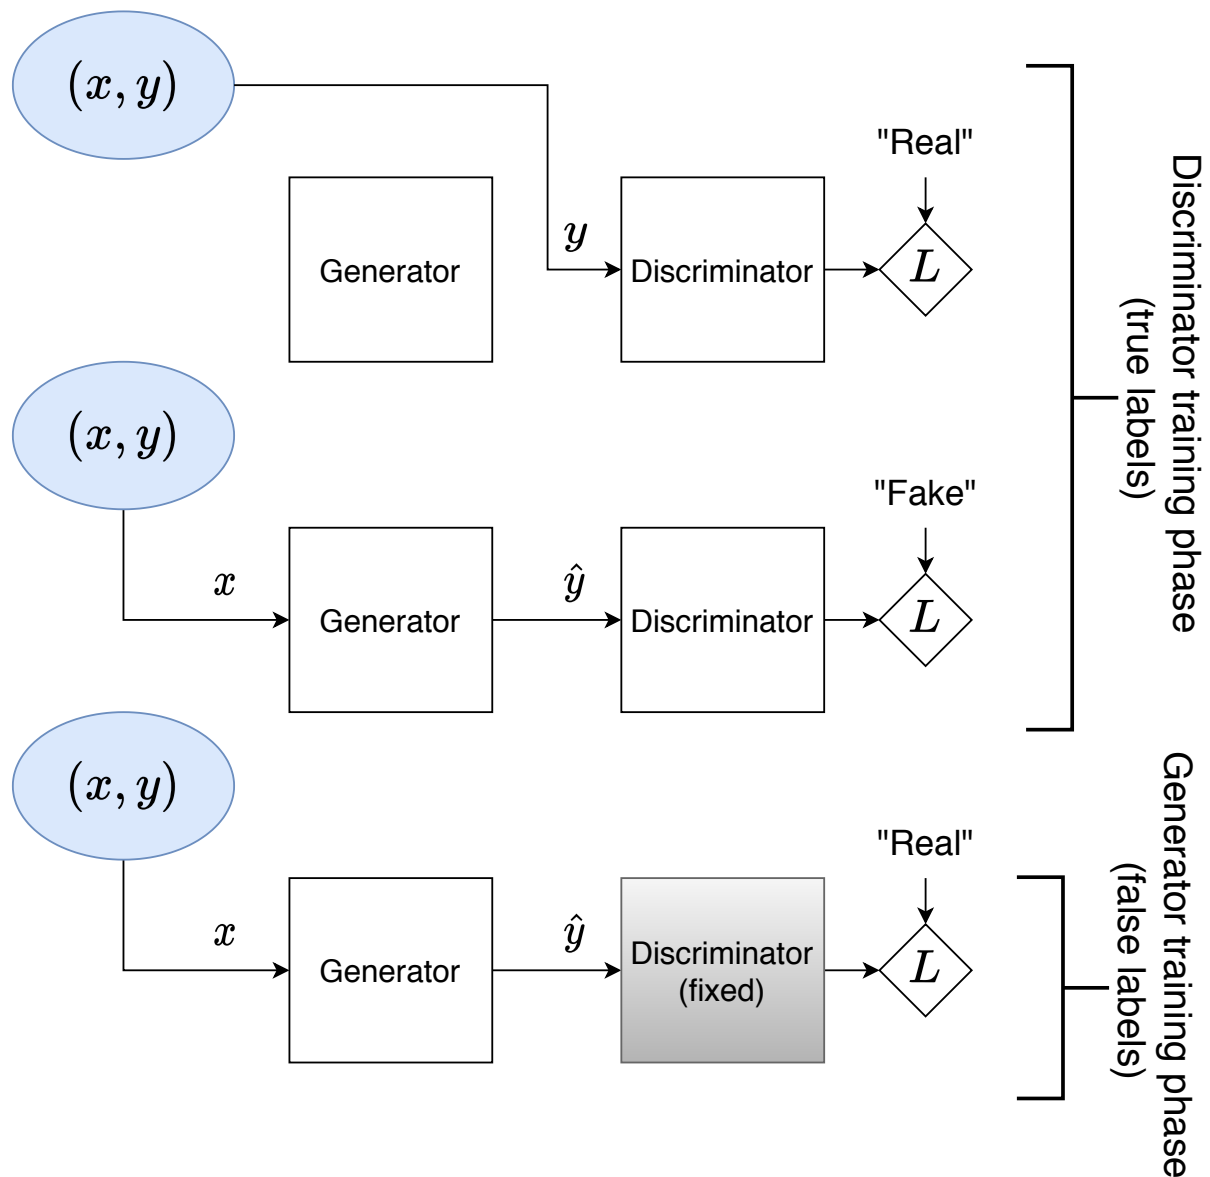 (x, y)
"Real"
y
Generator
Discriminator
L
(x, y)
"Fake"
x
ŷ
Generator
Discriminator
L
Discriminator training phase
(true labels)
(x, y)
"Real"
x
ŷ
Generator
Discriminator
(fixed)
L
Generator training phase
(false labels)